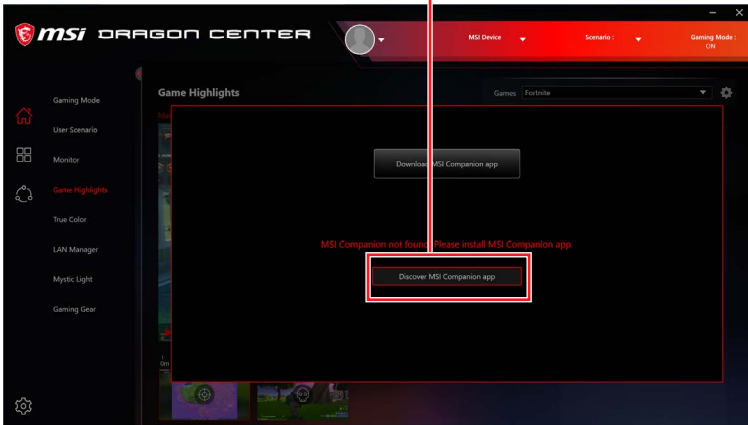 msi DRAGON CENTER
MSI Device
Scenario :
Gaming Mode :
ON
Gaming Mode
User Scenario
Monitor
Game Highlights
True Color
LAN Manager
Mystic Light
Gaming Gear
Game Highlights
Games
Fortnite
Download MSI Companion app
MSI Companion not found. Please install MSI Companion app.
Discover MSI Companion app
0m